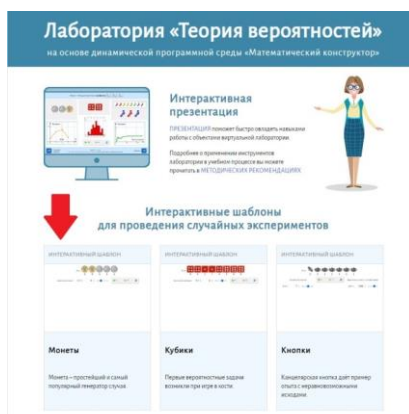 Лаборатория «Теория вероятностей»
на основе динамической программной среды «Математический конструктор»
Интерактивная
презентация
ПРЕЗЕНТАЦИЯ поможет быстро овладеть навыками
работы с объектами виртуальной лаборатории.
Подробнее о применении инструментов
лаборатории в учебном процессе вы можете
прочитать в МЕТОДИЧЕСКИХ РЕКОМЕНДАЦИЯХ.
Интерактивные шаблоны
для проведения случайных экспериментов
ИНТЕРАКТИВНЫЙ ШАБЛОН
ИНТЕРАКТИВНЫЙ ШАБЛОН
ИНТЕРАКТИВНЫЙ ШАБЛОН
Монеты
Монета – простейший и самый
популярный генератор случая.
Кубики
Первые вероятностные задачи
возникли при игре в кости.
Кнопки
Канцелярская кнопка даёт пример
опыта с неравновозможными
исходами.